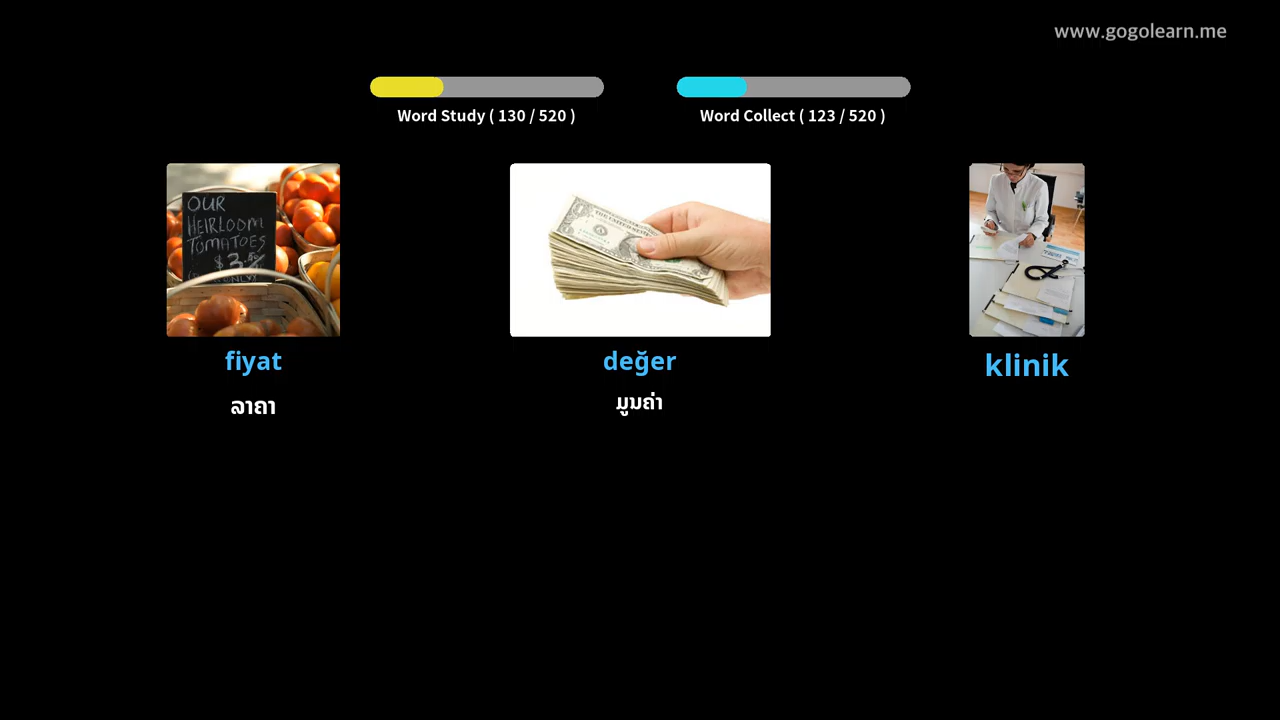 www.gogolearn.me
Word Study ( 130 / 520 )
Word Collect ( 123 / 520 )
OUR
HEIRLOOM
TOMATOES
fiyat
değer
klinik
ລາຄາ
ມູນຄ່າ